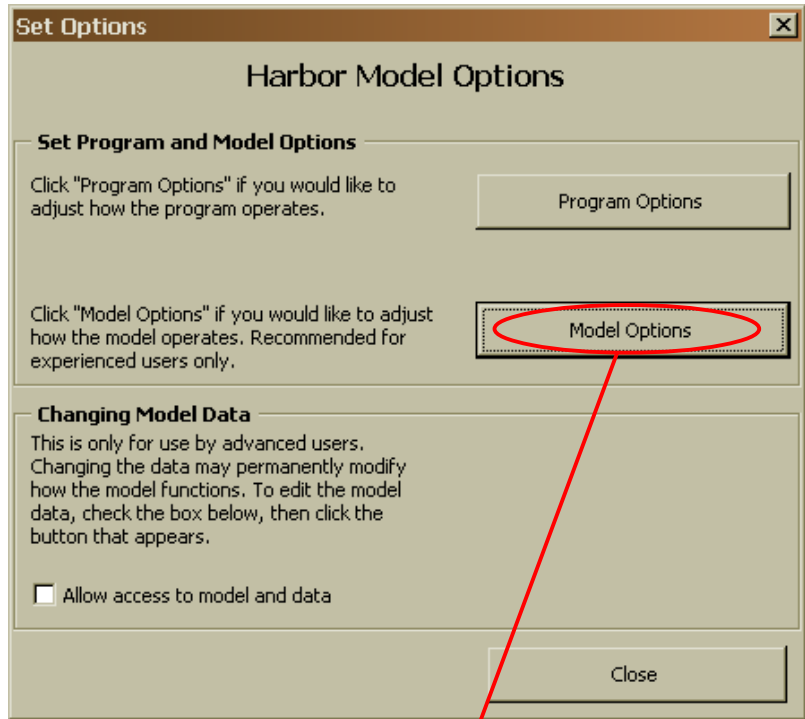 Set Options
Harbor Model Options
Set Program and Model Options
Click "Program Options" if you would like to
adjust how the program operates.
Program Options
Click "Model Options" if you would like to adjust
how the model operates. Recommended for
experienced users only.
Model Options
Changing Model Data
This is only for use by advanced users.
Changing the data may permanently modify
how the model functions. To edit the model
data, check the box below, then click the
button that appears.
Allow access to model and data
Close